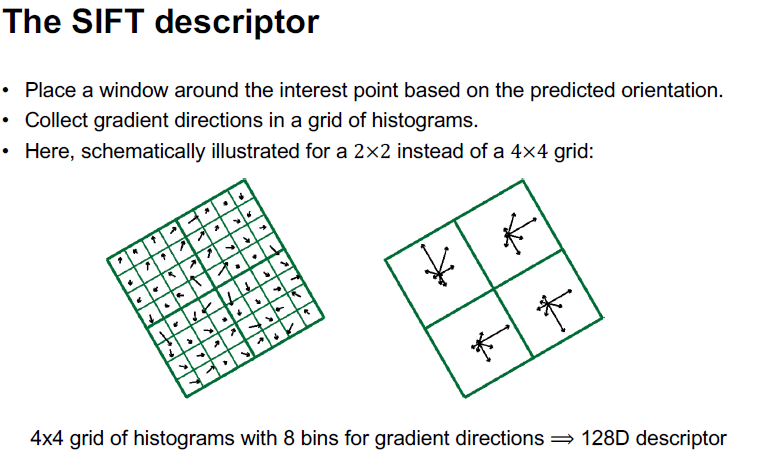 The SIFT descriptor
• Place a window around the interest point based on the predicted orientation.
• Collect gradient directions in a grid of histograms.
• Here, schematically illustrated for a 2×2 instead of a 4×4 grid:
4x4 grid of histograms with 8 bins for gradient directions ⟹ 128D descriptor